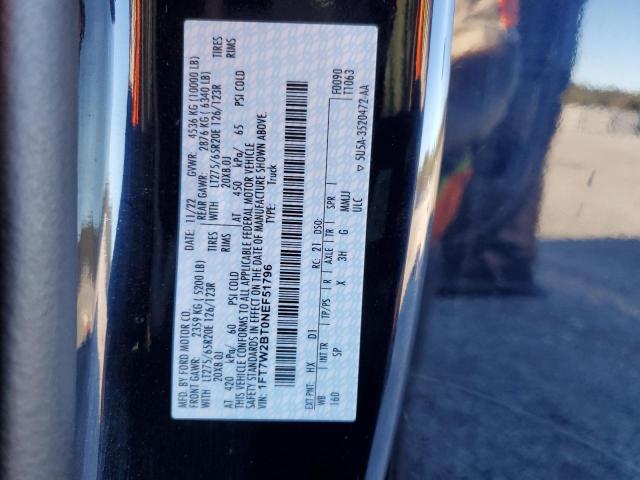 MFD. BY FORD MOTOR CO.
DATE: 11/22 GVWR: 4536 KG (10000 LB)
FRONT GAWR: 2359 KG ( 5200 LB) REAR GAWR: 2876 KG ( 6340 LB)
WITH LT275/65R20E 126/123R TIRES WITH LT275/65R20E 126/123R TIRES
20X8.0J RIMS 20X8.0J RIMS
AT 420 kPa/ 60 PSI COLD AT 450 kPa/ 65 PSI COLD
THIS VEHICLE CONFORMS TO ALL APPLICABLE FEDERAL MOTOR VEHICLE
SAFETY STANDARDS IN EFFECT ON THE DATE OF MANUFACTURE SHOWN ABOVE.
VIN: 1FT7W2BT0NEF51796 TYPE: Truck
F0090
T1063
EXT PNT: HX D1 RC: 21 DSO:
WB INT TR TP/PS R AXLE TR SPR
160 SP X 3H G MMJJ
ULC
5U5A-3520472-AA